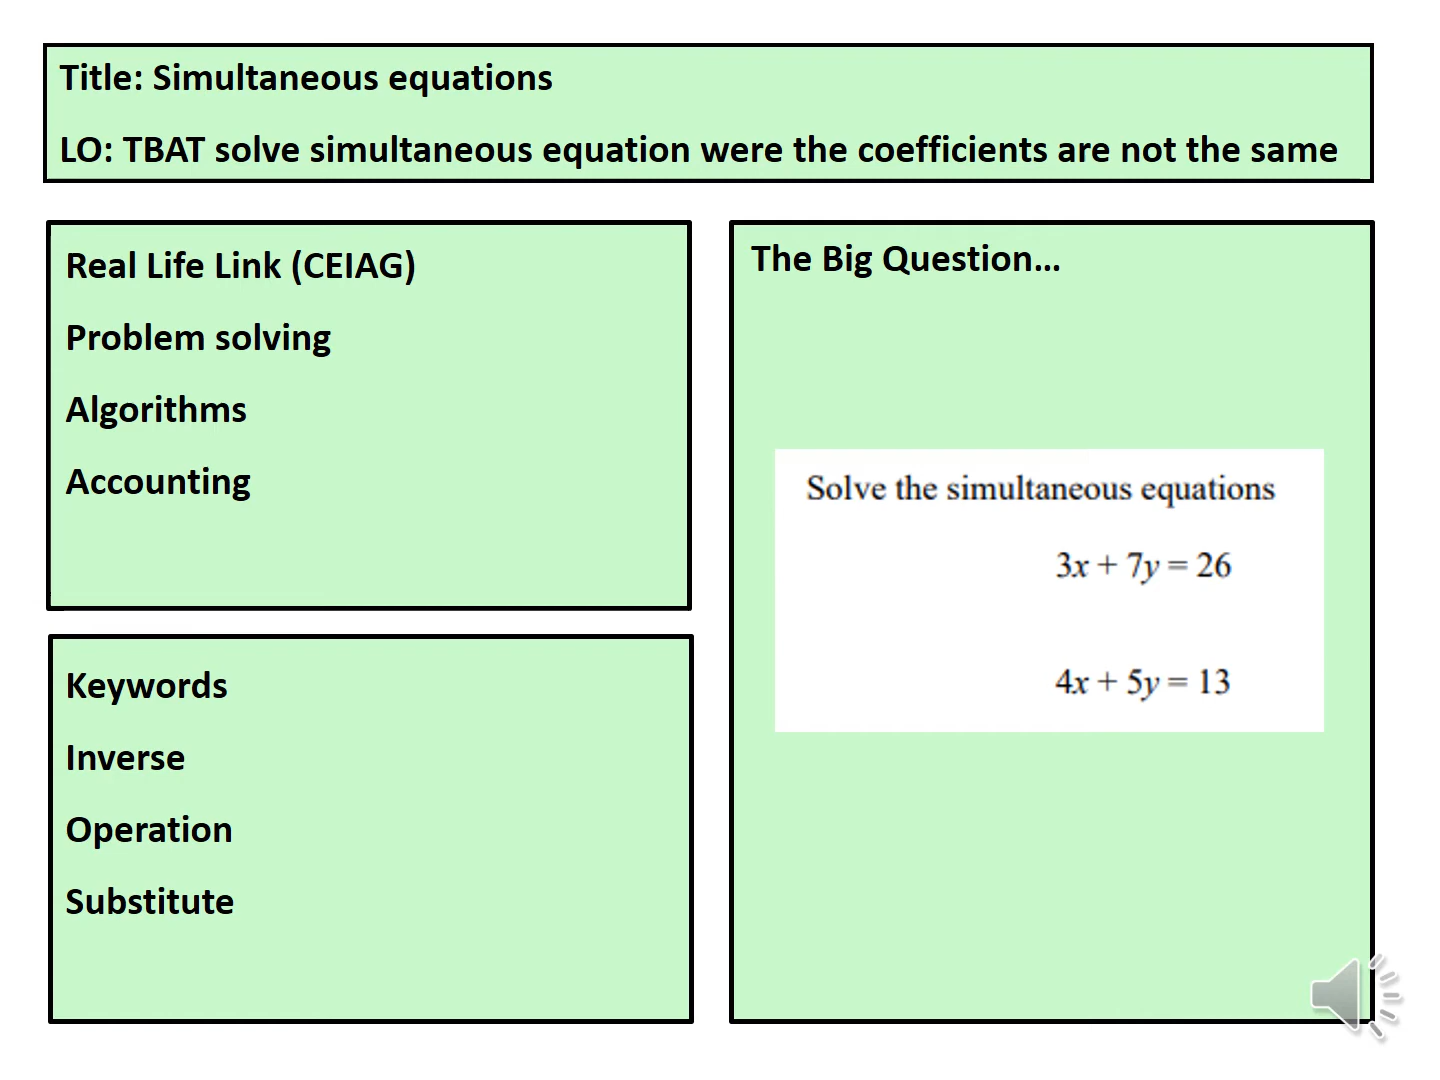 Title: Simultaneous equations
LO: TBAT solve simultaneous equation were the coefficients are not the same
Real Life Link (CEIAG)
Problem solving
Algorithms
Accounting
Keywords
Inverse
Operation
Substitute
The Big Question...
Solve the simultaneous equations
3x + 7y = 26
4x + 5y = 13